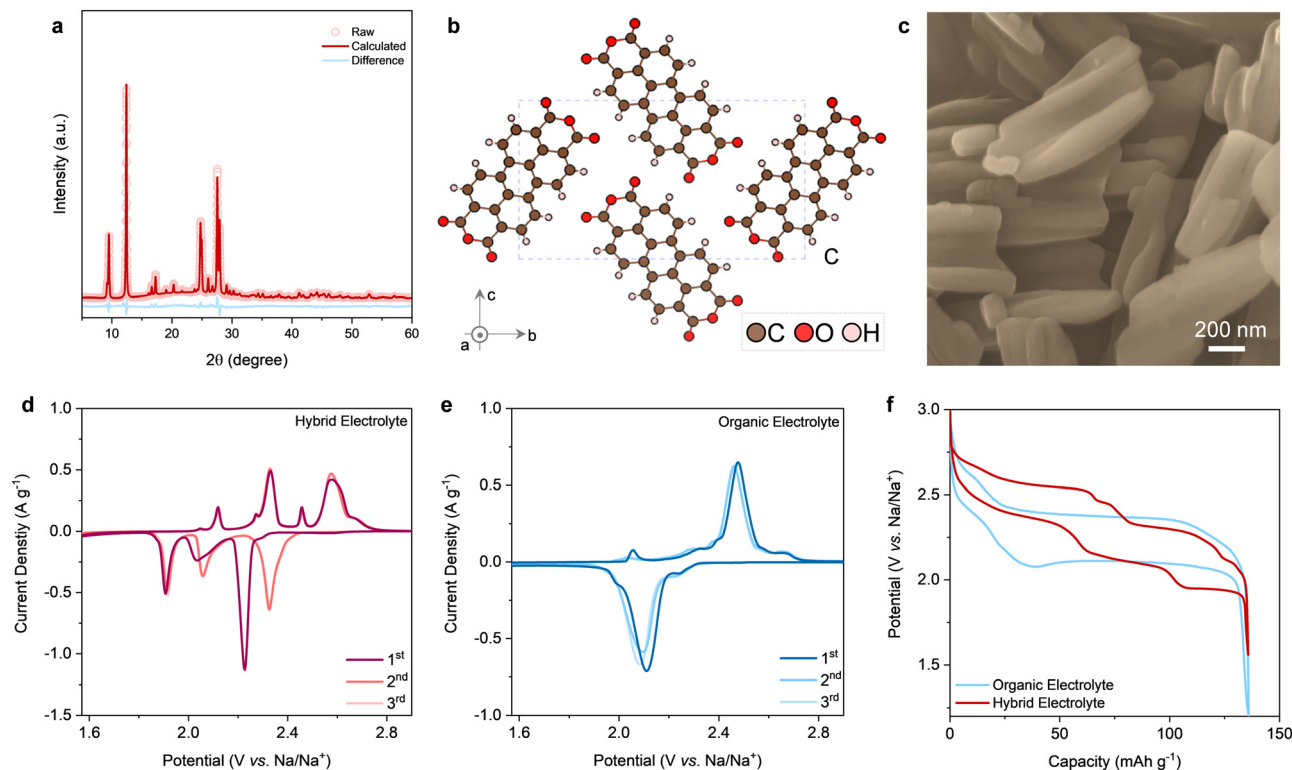 a
Raw
Calculated
Difference
Intensity (a.u.)
10
20
30
40
50
60
2θ (degree)
b
C
c
a
b
C
O
H
c
200 nm
d
Hybrid Electrolyte
1.0
0.5
0.0
-0.5
-1.0
-1.5
Current Denstiy (A g⁻¹)
1st
2nd
3rd
1.6
2.0
2.4
2.8
Potential (V vs. Na/Na⁺)
e
Organic Electrolyte
1.0
0.5
0.0
-0.5
-1.0
Current Density (A g⁻¹)
1st
2nd
3rd
1.6
2.0
2.4
2.8
Potential (V vs. Na/Na⁺)
f
3.0
2.5
2.0
1.5
Potential (V vs. Na/Na⁺)
Organic Electrolyte
Hybrid Electrolyte
0
50
100
150
Capacity (mAh g⁻¹)